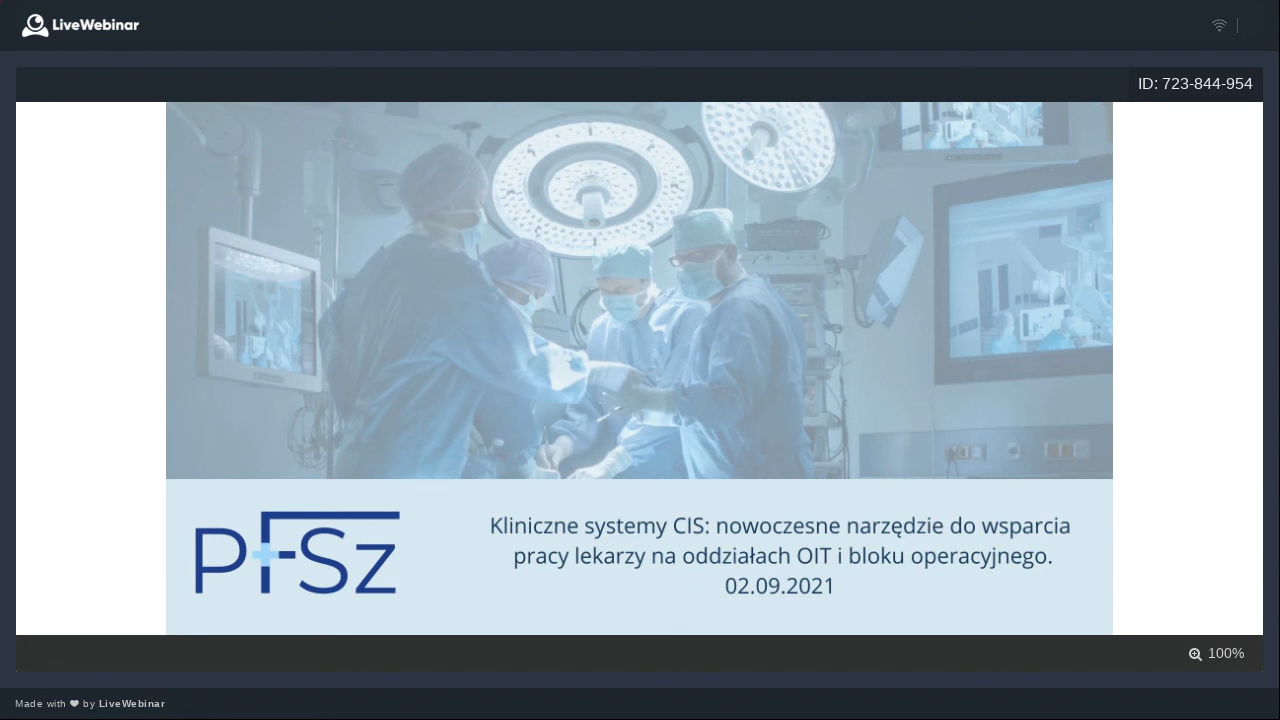 LiveWebinar
ID: 723-844-954
PFSz
Kliniczne systemy CIS: nowoczesne narzędzie do wsparcia
pracy lekarzy na oddziałach OIT i bloku operacyjnego.
02.09.2021
100%
Made with ❤ by LiveWebinar